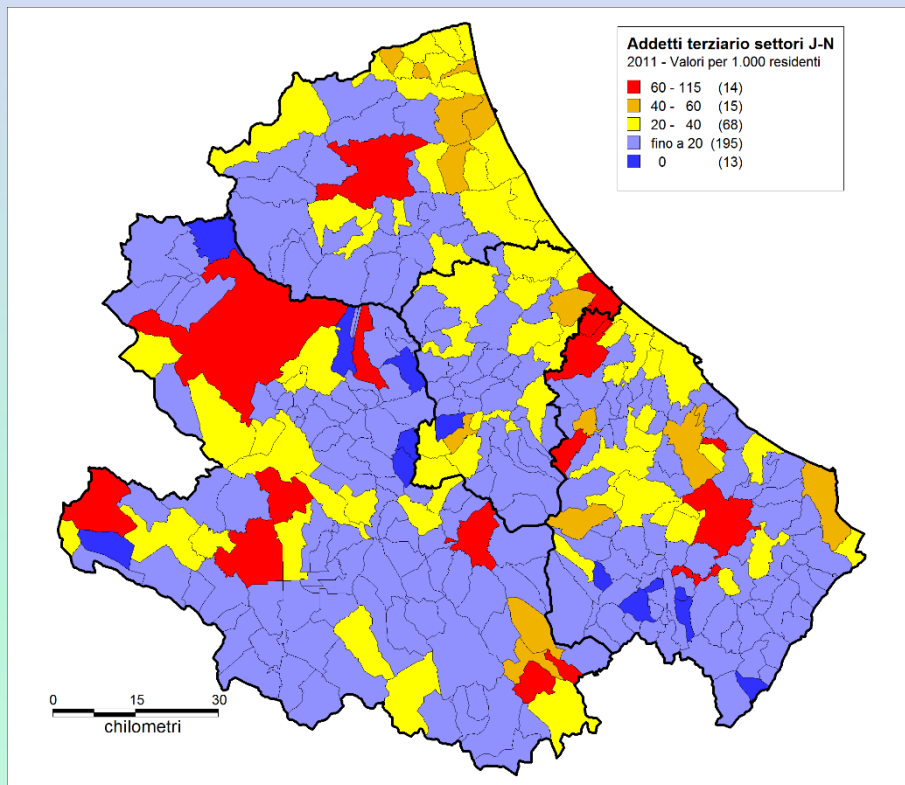 Addetti terziario settori J-N
2011 - Valori per 1.000 residenti
60 - 115 (14)
40 - 60 (15)
20 - 40 (68)
fino a 20 (195)
0 (13)
0 15 30
chilometri